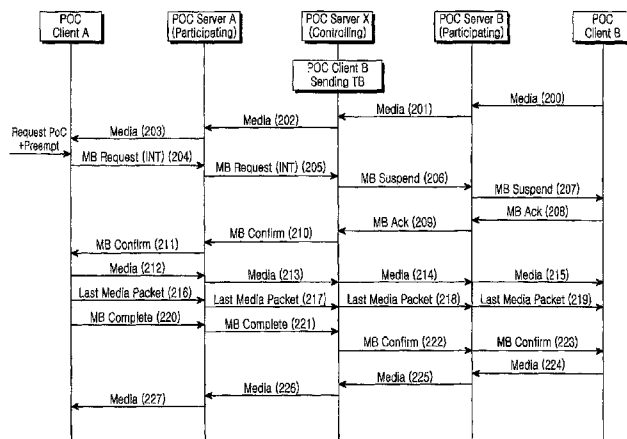 POC
Client A
POC Server A
(Participating)
POC Server X
(Controlling)
POC Server B
(Participating)
POC
Client B
POC Client B
Sending TB
Media (200)
Media (201)
Media (202)
Media (203)
Request PoC
+Preempt
MB Request (INT) (204)
MB Request (INT) (205)
MB Suspend (206)
MB Suspend (207)
MB Ack (208)
MB Ack (209)
MB Confirm (210)
MB Confirm (211)
Media (212)
Media (213)
Media (214)
Media (215)
Last Media Packet (216)
Last Media Packet (217)
Last Media Packet (218)
Last Media Packet (219)
MB Complete (220)
MB Complete (221)
MB Confirm (222)
MB Confirm (223)
Media (224)
Media (225)
Media (226)
Media (227)